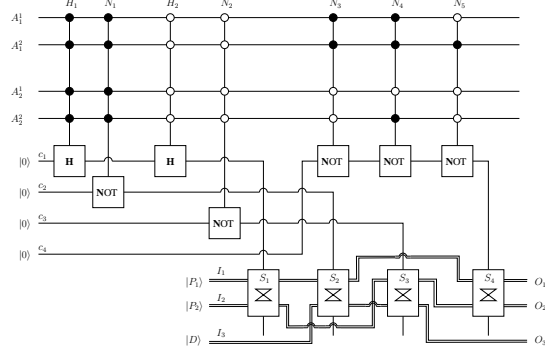 H₁ N₁ H₂ N₂ N₃ N₄ N₅
A₁¹
A₁²
A₂¹
A₂²
|0⟩ c₁ H H NOT NOT NOT
|0⟩ c₂ NOT
|0⟩ c₃ NOT
|0⟩ c₄
|P₁⟩ I₁ S₁ S₂ S₃ S₄ O₁
|P₂⟩ I₂ O₂
|D⟩ I₃ O₃